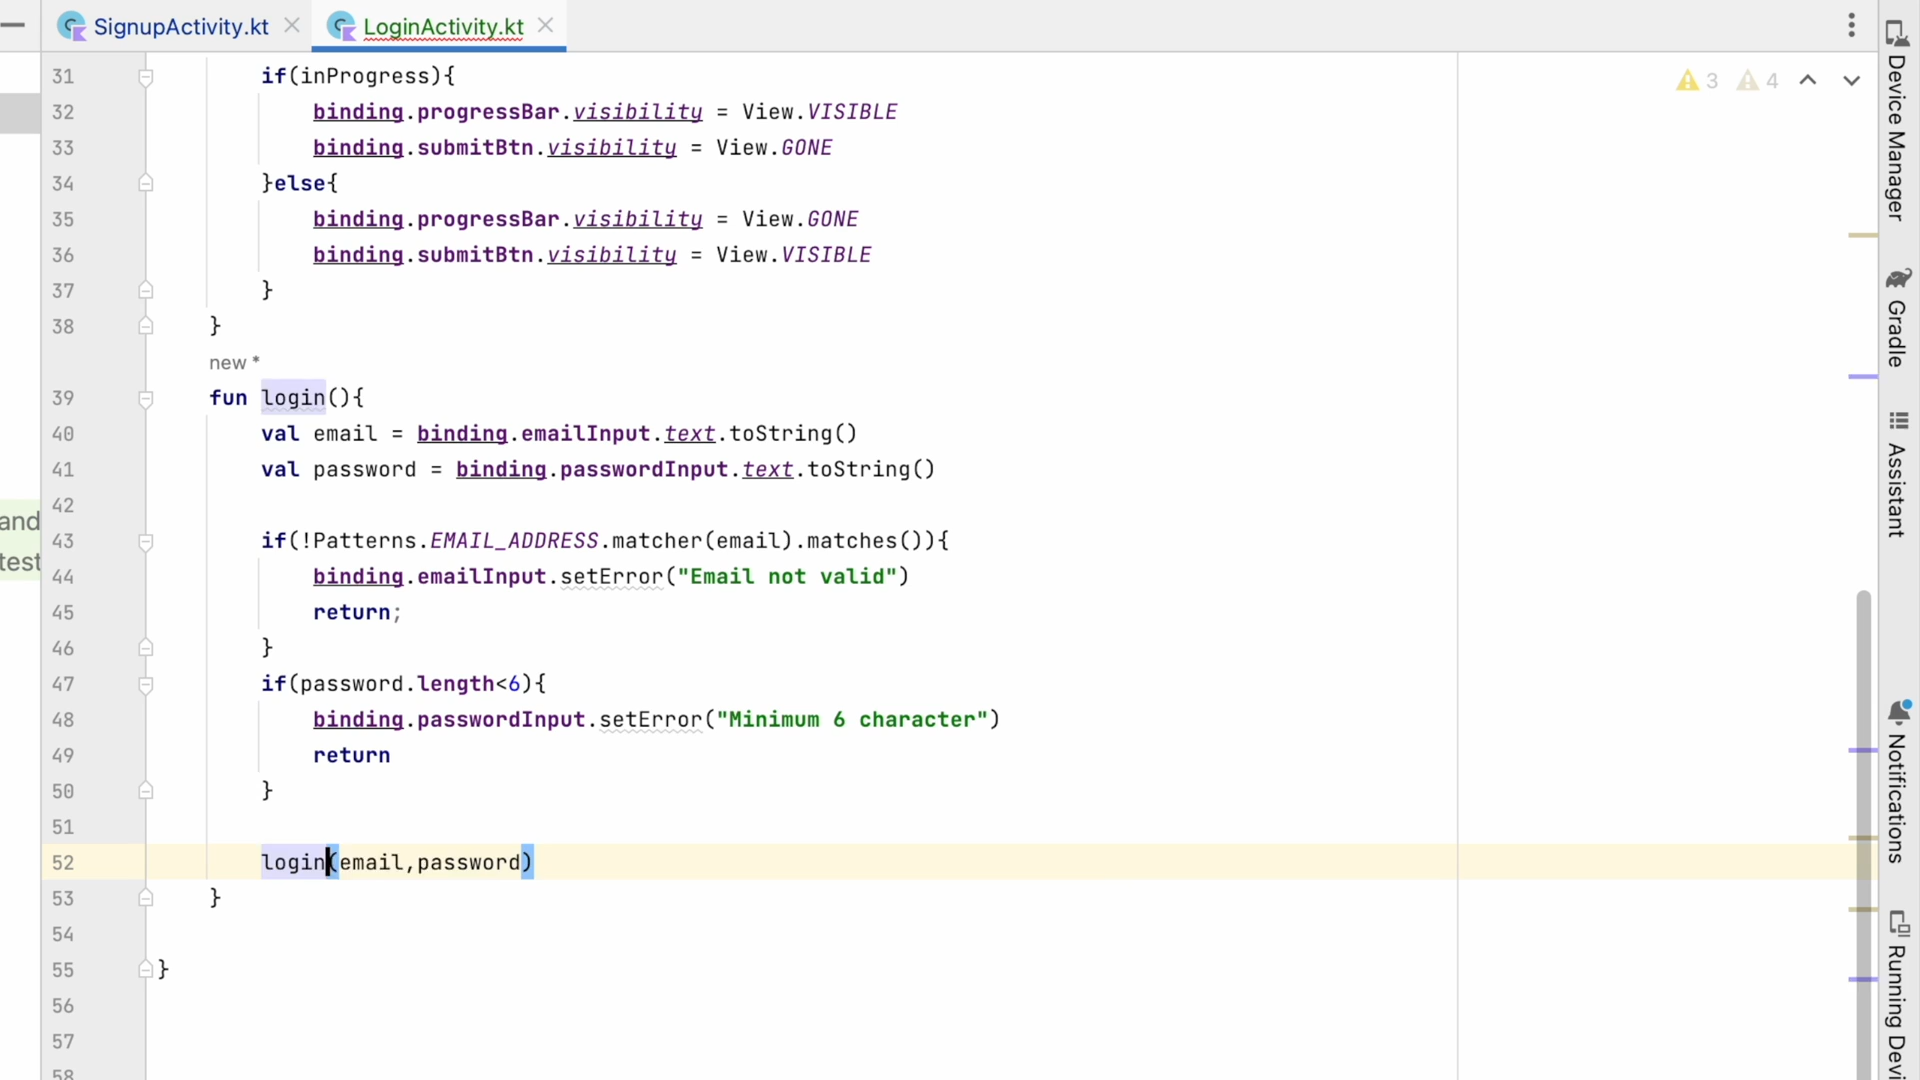 SignupActivity.kt
LoginActivity.kt
31 if(inProgress){
32 binding.progressBar.visibility = View.VISIBLE
33 binding.submitBtn.visibility = View.GONE
34 }else{
35 binding.progressBar.visibility = View.GONE
36 binding.submitBtn.visibility = View.VISIBLE
37 }
38 }
new *
39 fun login(){
40 val email = binding.emailInput.text.toString()
41 val password = binding.passwordInput.text.toString()
42
43 if(!Patterns.EMAIL_ADDRESS.matcher(email).matches()){
44 binding.emailInput.setError("Email not valid")
45 return;
46 }
47 if(password.length<6){
48 binding.passwordInput.setError("Minimum 6 character")
49 return
50 }
51
52 login(email,password)
53 }
54
55 }
56
57
58
and
test
3 4
Device Manager
Gradle
Assistant
Notifications
Running Devi